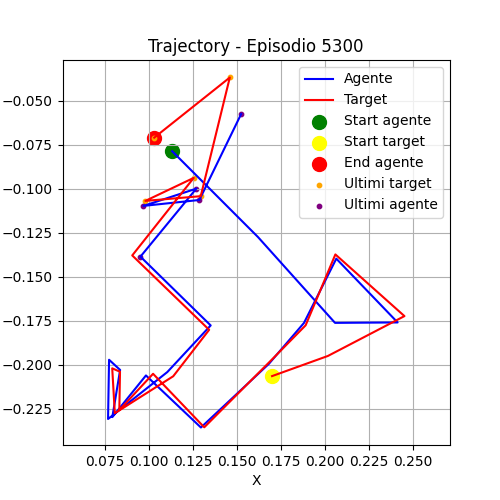 Trajectory - Episodio 5300
Agente
Target
Start agente
Start target
End agente
Ultimi target
Ultimi agente
−0.050
−0.075
−0.100
−0.125
−0.150
−0.175
−0.200
−0.225
0.075 0.100 0.125 0.150 0.175 0.200 0.225 0.250
X